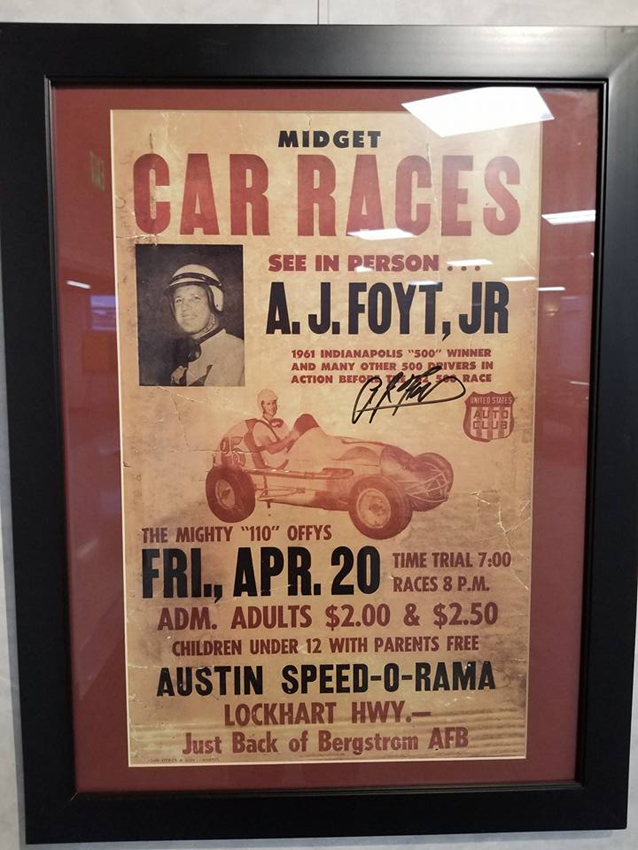 MIDGET
CAR RACES
SEE IN PERSON . . .
A. J. FOYT, JR
1961 INDIANAPOLIS "500" WINNER
AND MANY OTHER 500 DRIVERS IN
ACTION BEFORE THE 500 RACE
UNITED STATES
AUTO
CLUB
THE MIGHTY "110" OFFYS
FRI., APR. 20
TIME TRIAL 7:00
RACES 8 P.M.
ADM. ADULTS $2.00 & $2.50
CHILDREN UNDER 12 WITH PARENTS FREE
AUSTIN SPEED-O-RAMA
LOCKHART HWY.—
Just Back of Bergstrom AFB